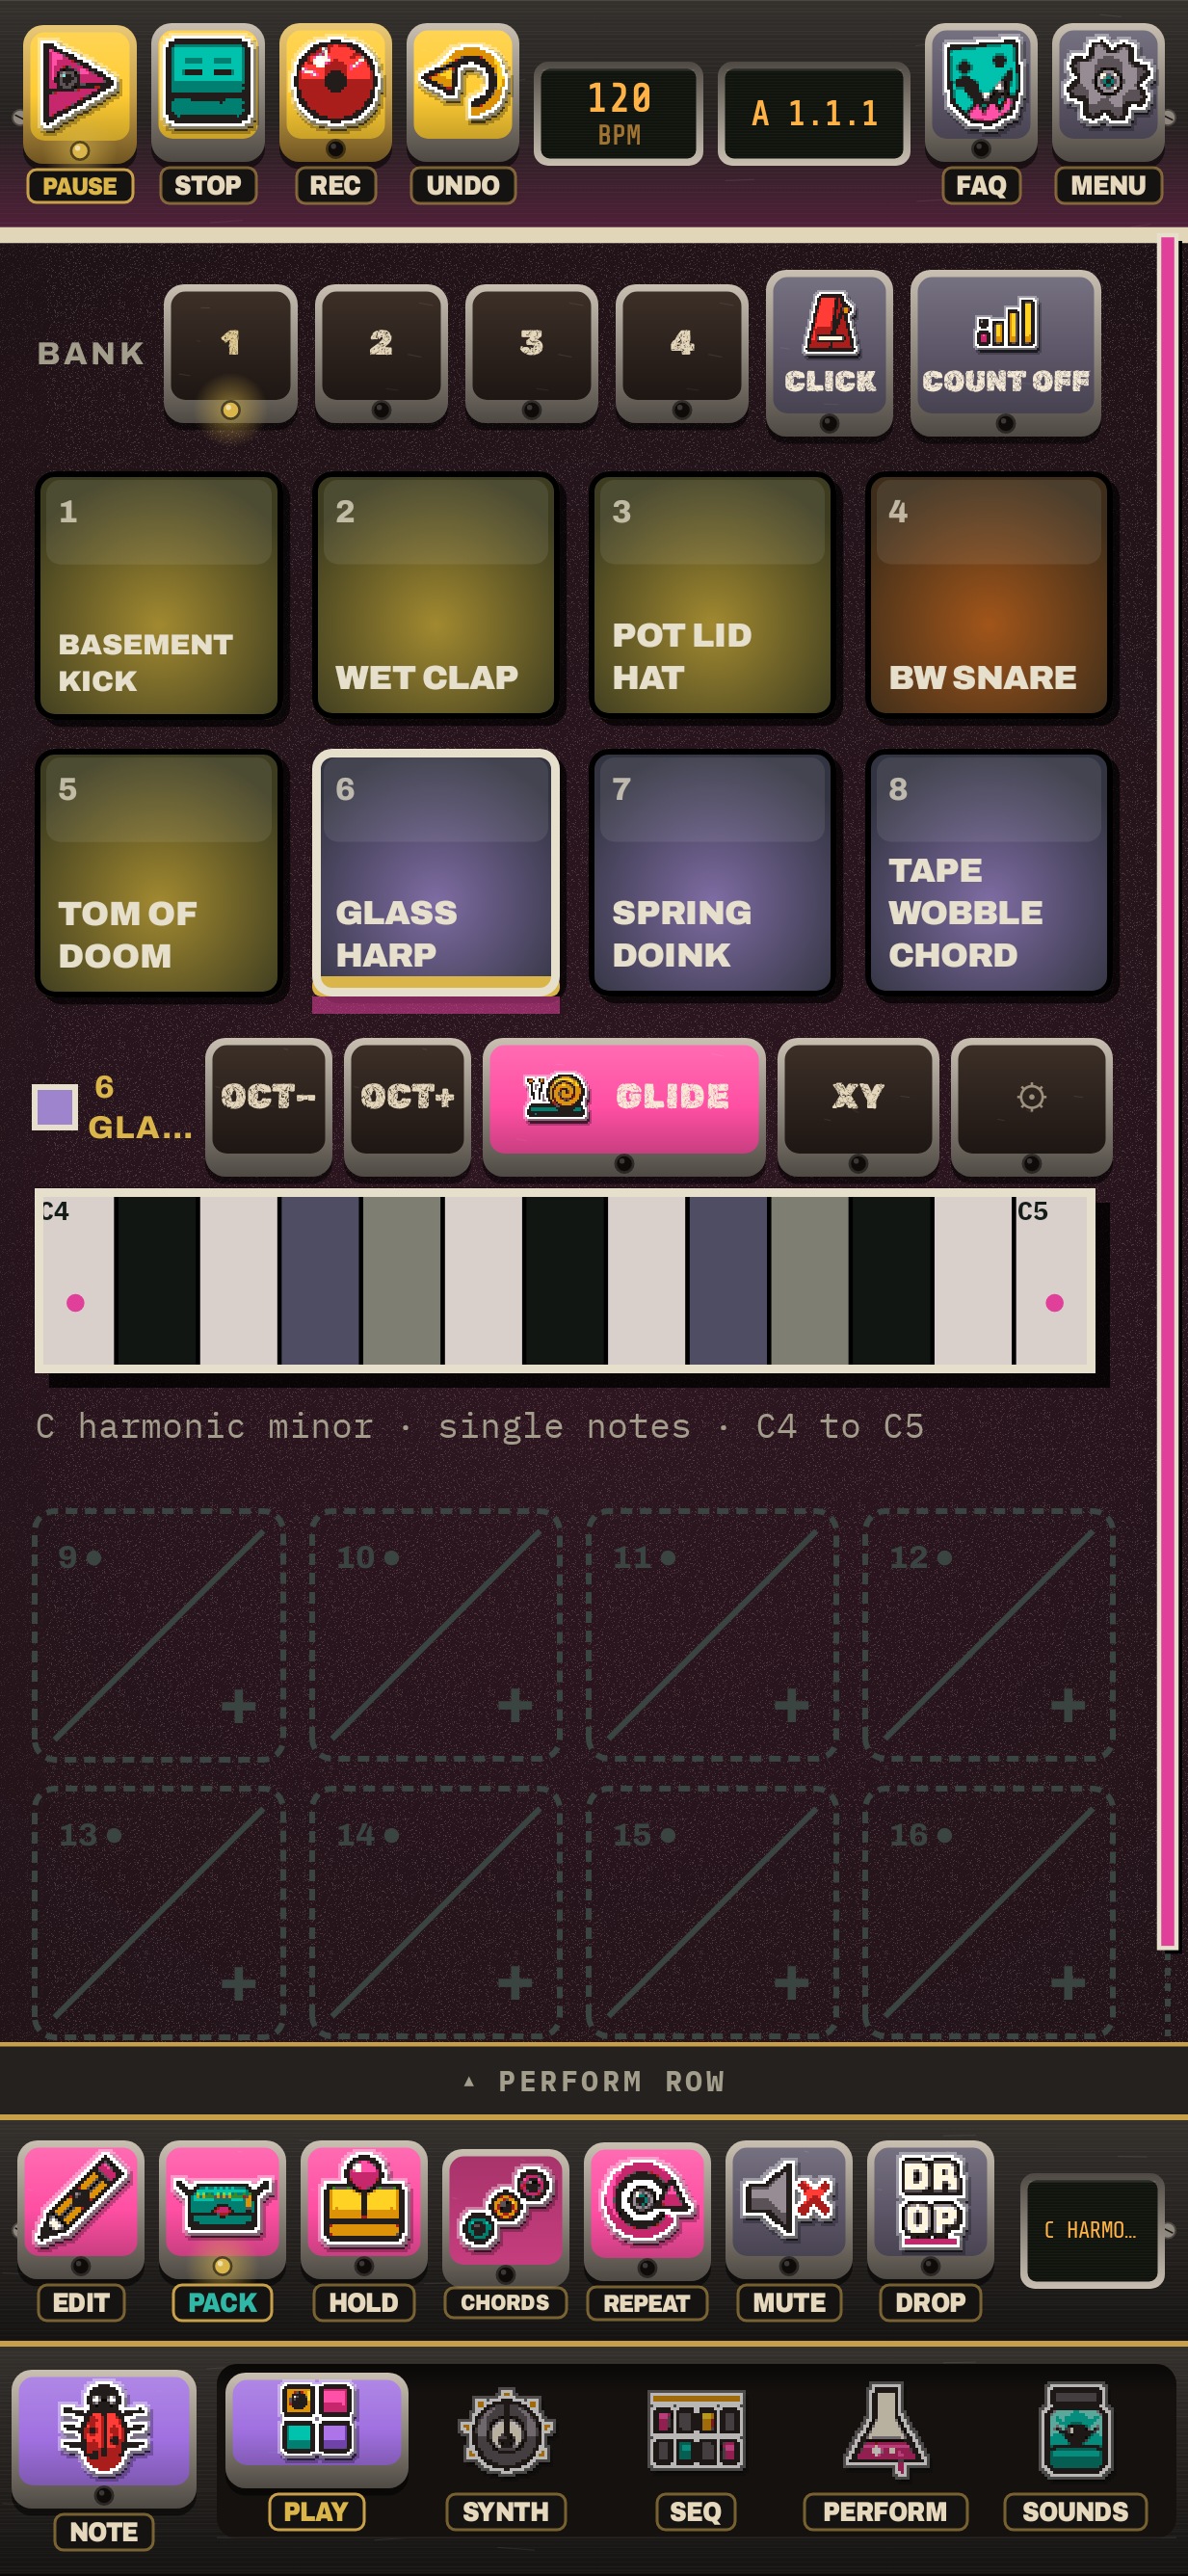 120
BPM
A 1.1.1
PAUSE
STOP
REC
UNDO
FAQ
MENU
BANK
1
2
3
4
CLICK
COUNT OFF
1
BASEMENT
KICK
2
WET CLAP
3
POT LID
HAT
4
BW SNARE
5
TOM OF
DOOM
6
GLASS
HARP
7
SPRING
DOINK
8
TAPE
WOBBLE
CHORD
6
GLA...
OCT-
OCT+
GLIDE
XY
C4
C5
C harmonic minor · single notes · C4 to C5
9
10
11
12
13
14
15
16
▲ PERFORM ROW
DR
OP
C HARMO...
EDIT
PACK
HOLD
CHORDS
REPEAT
MUTE
DROP
NOTE
PLAY
SYNTH
SEQ
PERFORM
SOUNDS